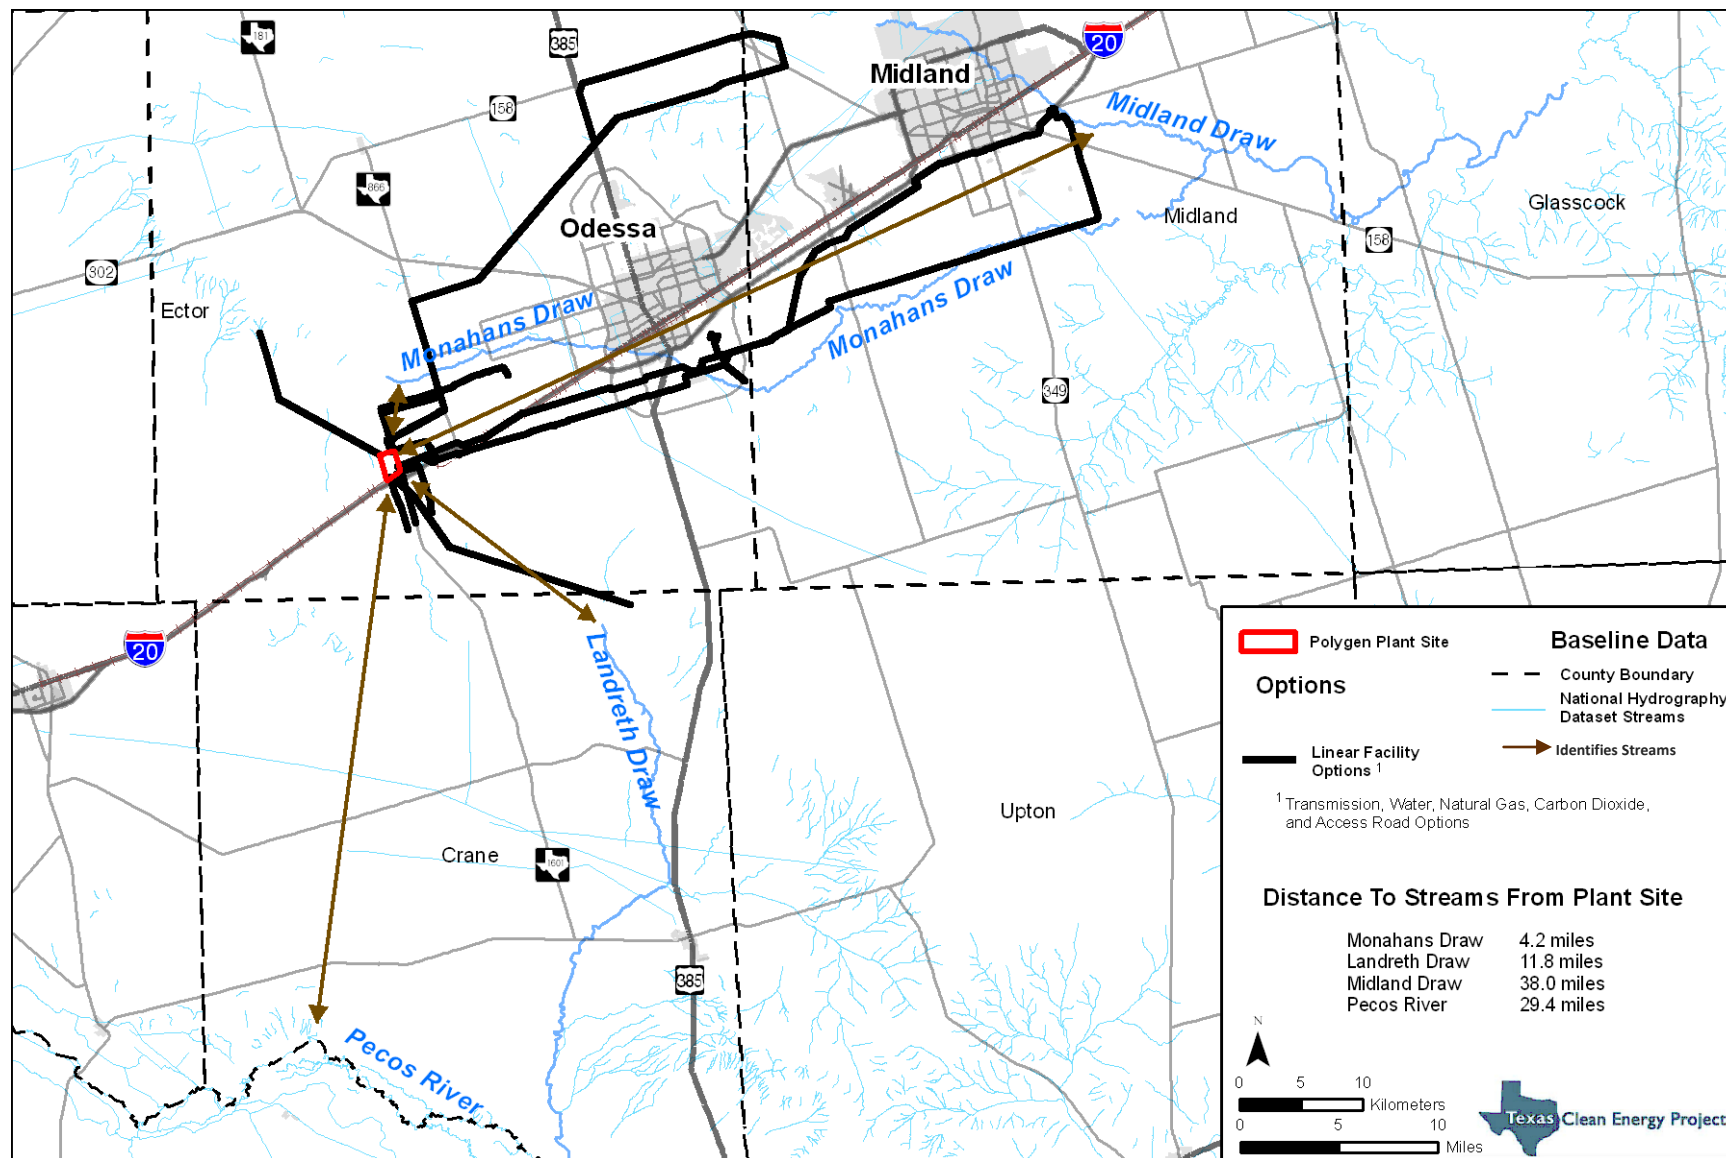 181
385
20
Midland
158
Midland Draw
866
Odessa
Midland
Glasscock
158
302
Ector
Monahans Draw
Monahans Draw
349
20
Landreth Draw
Polygen Plant Site
Baseline Data
Options
County Boundary
National Hydrography
Dataset Streams
Linear Facility
Options 1
Identifies Streams
1 Transmission, Water, Natural Gas, Carbon Dioxide,
and Access Road Options
Upton
Crane
1601
385
Distance To Streams From Plant Site
Monahans Draw 4.2 miles
Landreth Draw 11.8 miles
Midland Draw 38.0 miles
Pecos River 29.4 miles
Pecos River
N
0 5 10
Kilometers
0 5 10
Miles
Texas Clean Energy Project